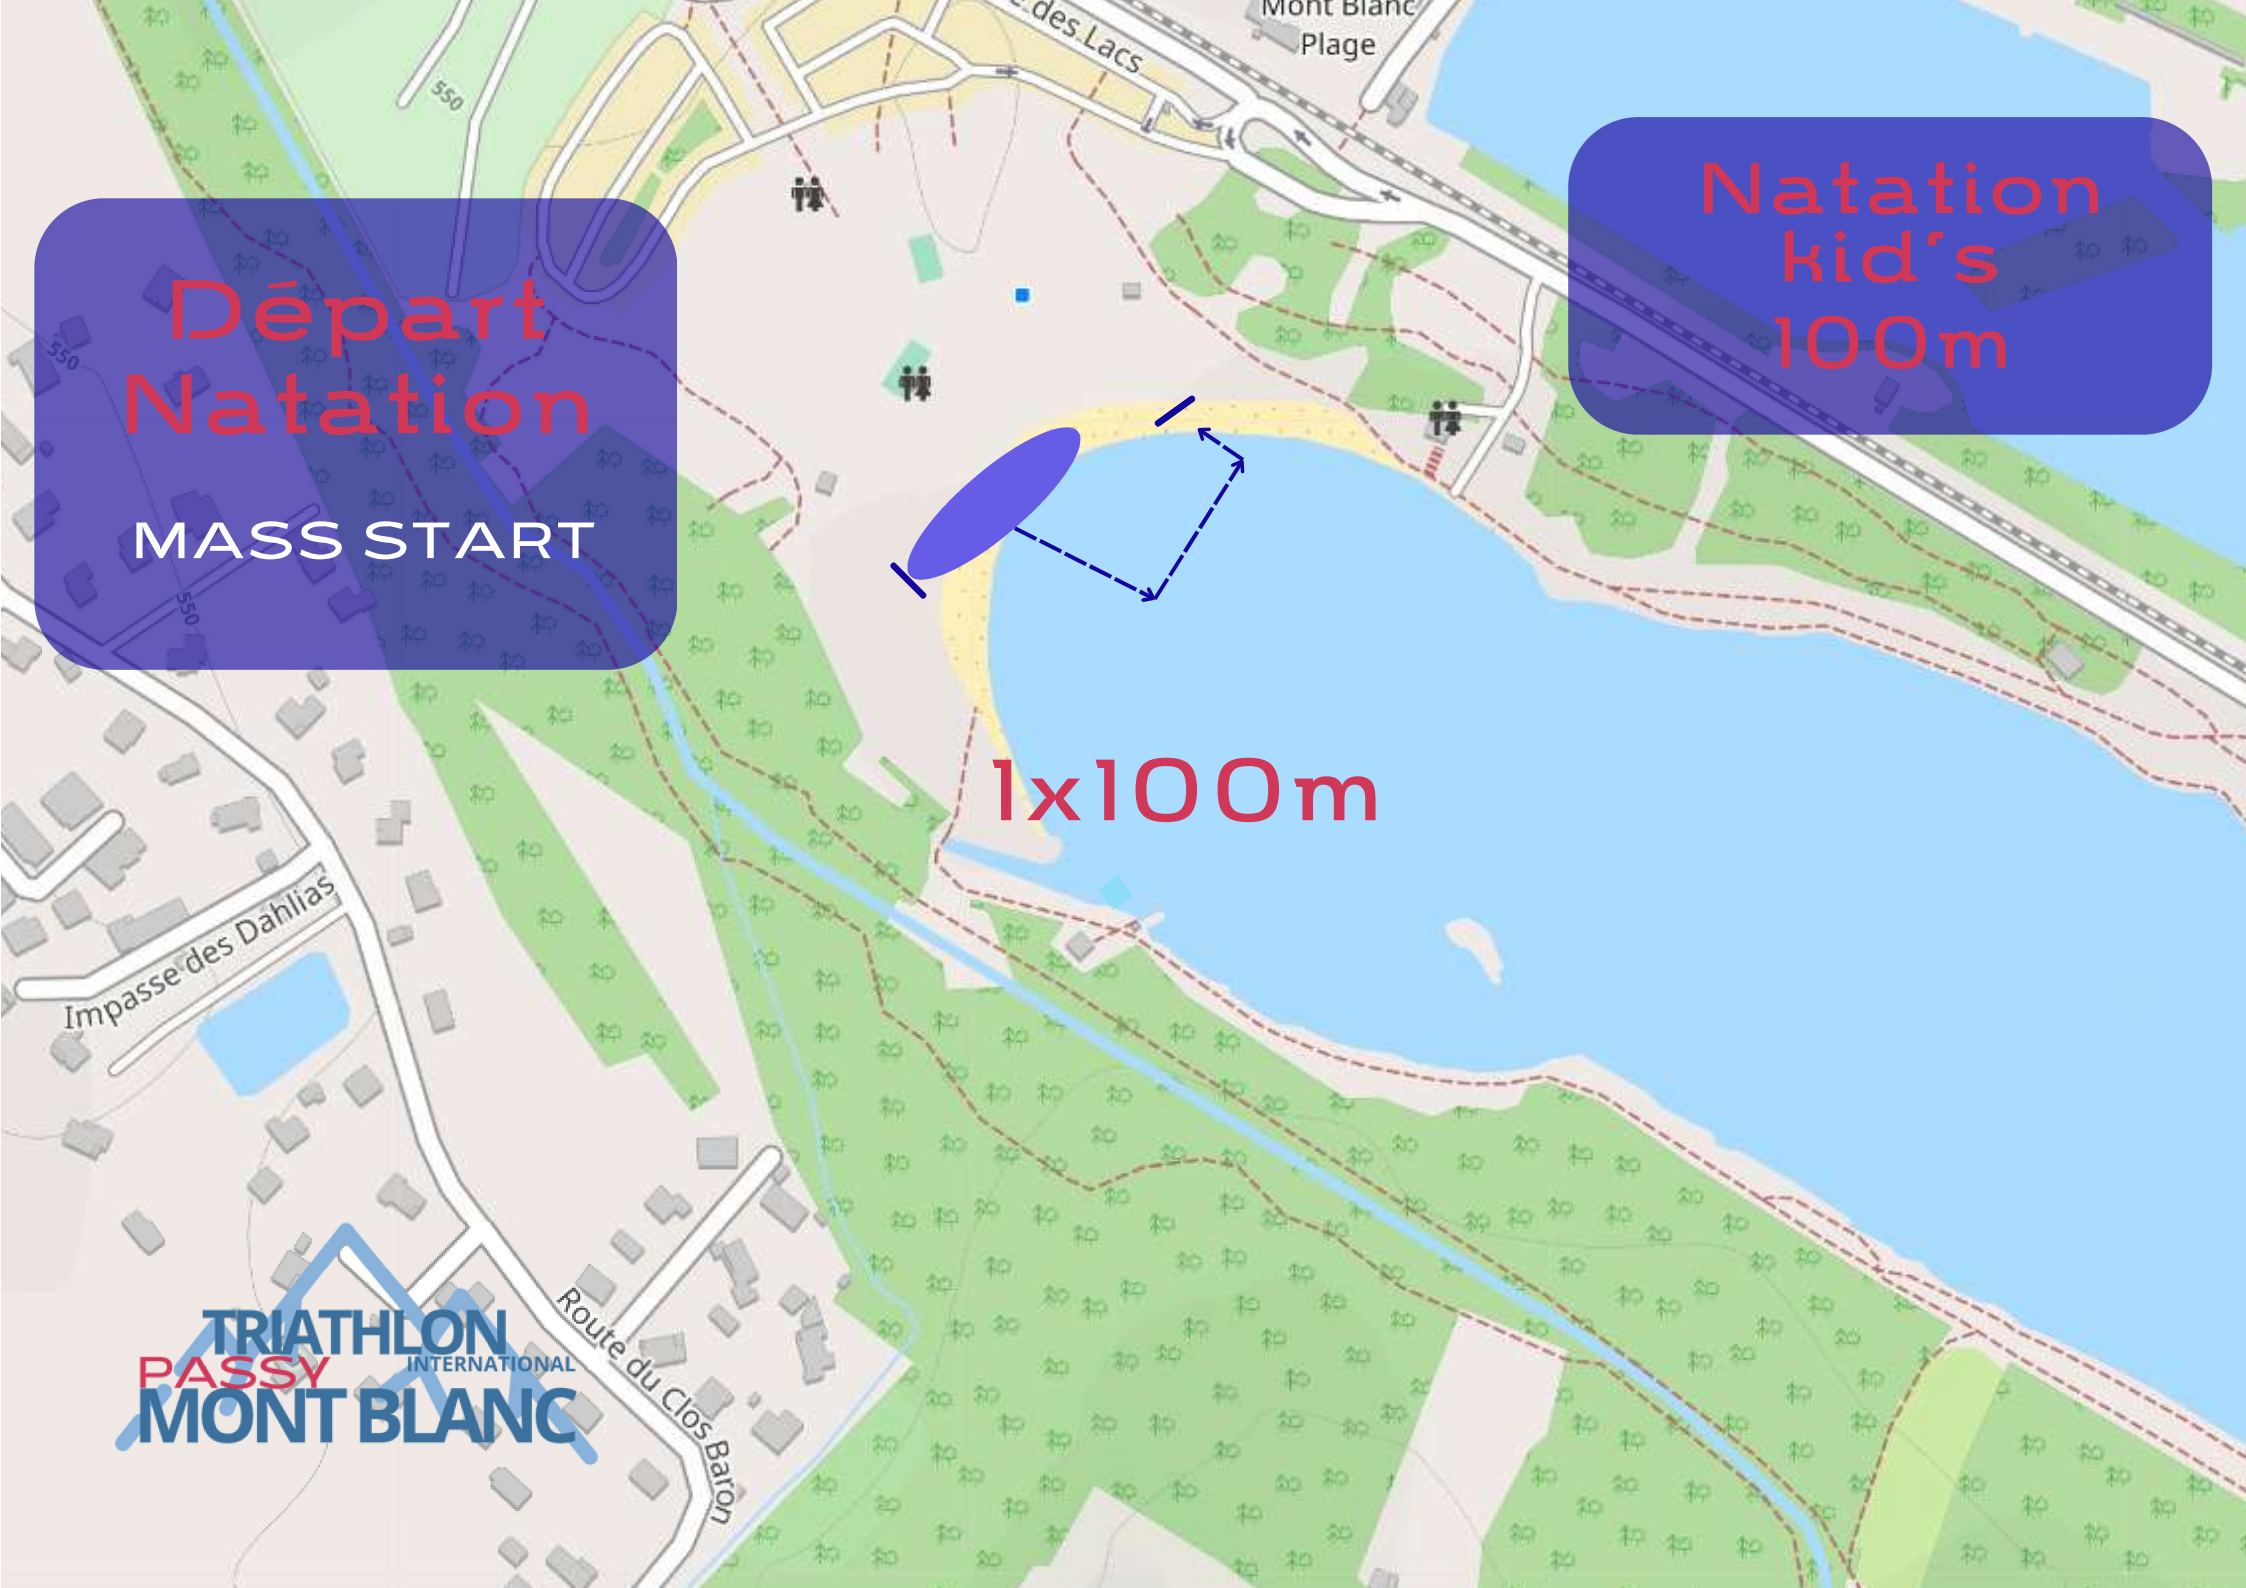 Mont Blanc
Plage
e des Lacs
550
Natation
kid's
100m
Départ
Natation
MASS START
550
550
1x100m
Impasse des Dahlias
Route du Clos Baron
TRIATHLON
PASSY INTERNATIONAL
MONT BLANC